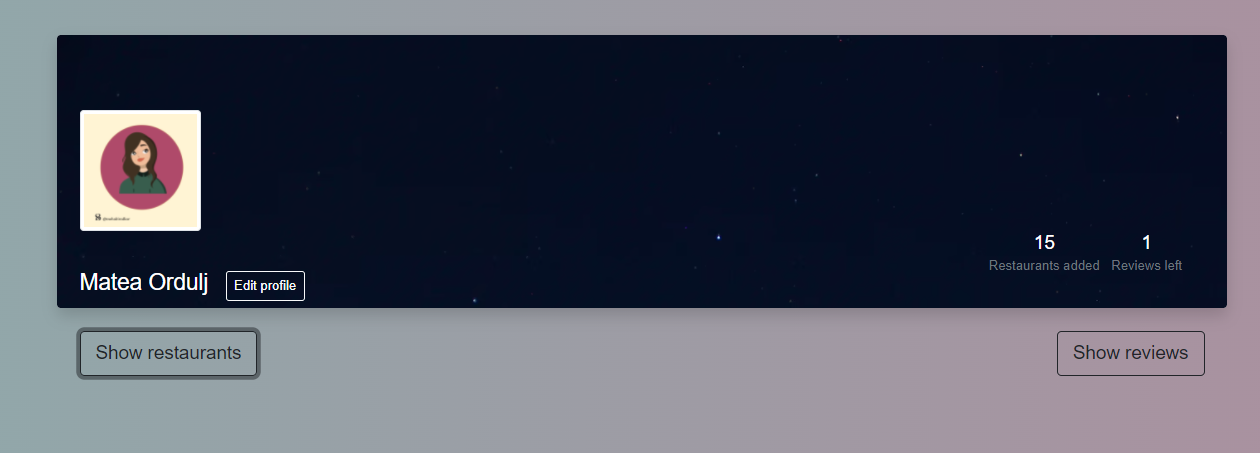 15
1
Restaurants added
Reviews left
Matea Ordulj
Edit profile
Show restaurants
Show reviews